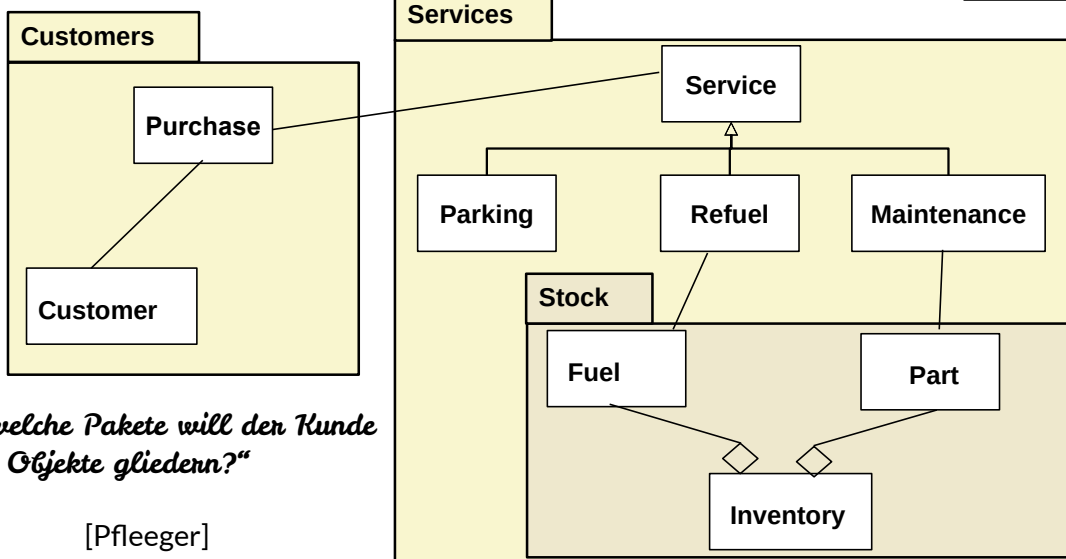 Customers
Services
Purchase
Service
Parking
Refuel
Maintenance
Customer
Stock
Fuel
Part
Inventory
welche Pakete will der Kunde
Objekte gliedern?“
[Pfleeger]